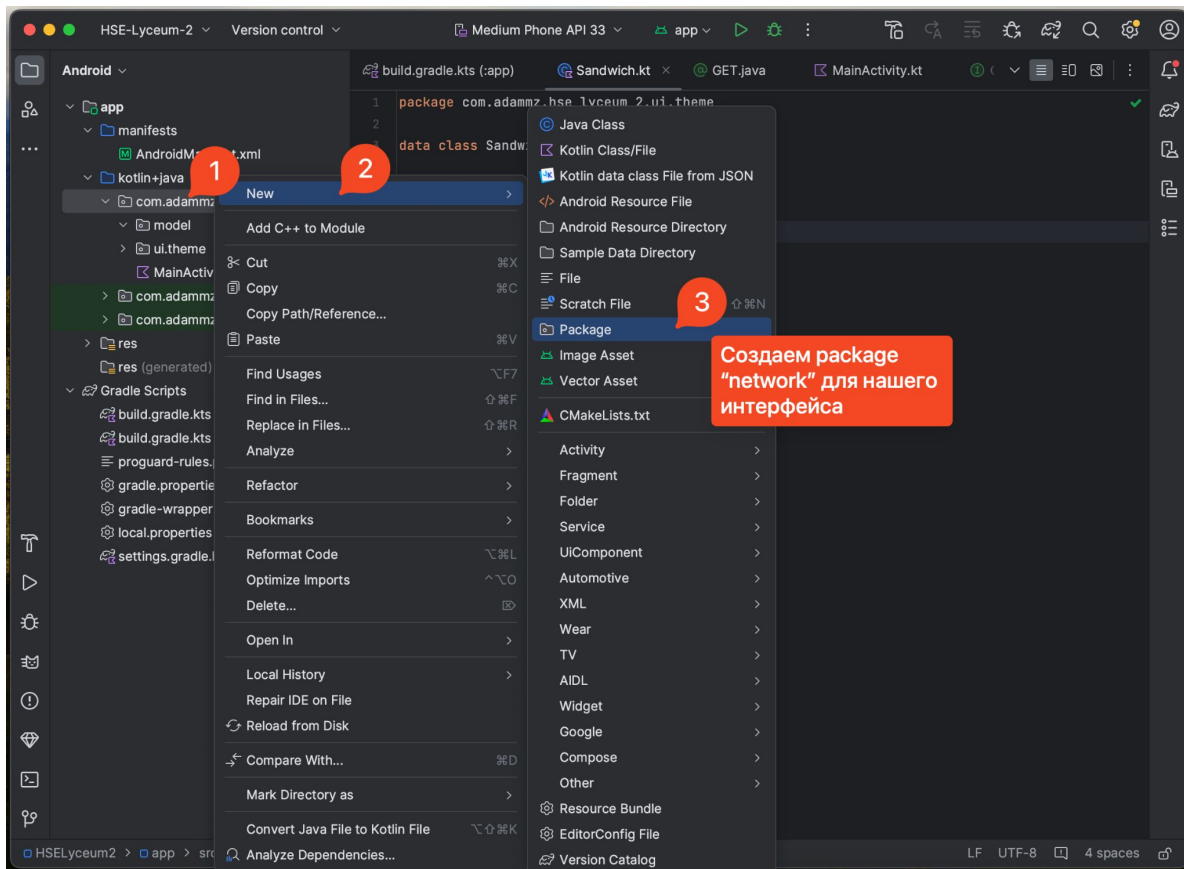 HSE-Lyceum-2 Version control Medium Phone API 33 app
Android
build.gradle.kts (:app) Sandwich.kt GET.java MainActivity.kt
app
manifests
AndroidMa st.xml
kotlin+java
com.adammz
model
ui.theme
MainActiv
com.adammz
com.adammz
res
res (generated)
Gradle Scripts
build.gradle.kts
build.gradle.kts
proguard-rules.
gradle.propertie
gradle-wrapper
local.properties
settings.gradle.
1 package com.adammz.hse_lyceum_2.ui.theme
2
data class Sandw
1
2
New
Add C++ to Module
Cut ⌘X
Copy ⌘C
Copy Path/Reference...
Paste ⌘V
Find Usages ⌥F7
Find in Files... ⇧⌘F
Replace in Files... ⇧⌘R
Analyze
Refactor
Bookmarks
Reformat Code ⌥⌘L
Optimize Imports ^⌥O
Delete... ⌦
Open In
Local History
Repair IDE on File
Reload from Disk
Compare With... ⌘D
Mark Directory as
Convert Java File to Kotlin File ⌥⇧⌘K
Analyze Dependencies...
Java Class
Kotlin Class/File
Kotlin data class File from JSON
Android Resource File
Android Resource Directory
Sample Data Directory
File
Scratch File ⇧⌘N
3
Package
Image Asset
Vector Asset
CMakeLists.txt
Activity
Fragment
Folder
Service
UiComponent
Automotive
XML
Wear
TV
AIDL
Widget
Google
Compose
Other
Resource Bundle
EditorConfig File
Version Catalog
Создаем package
“network” для нашего
интерфейса
HSELyceum2 > app > src
LF UTF-8 4 spaces